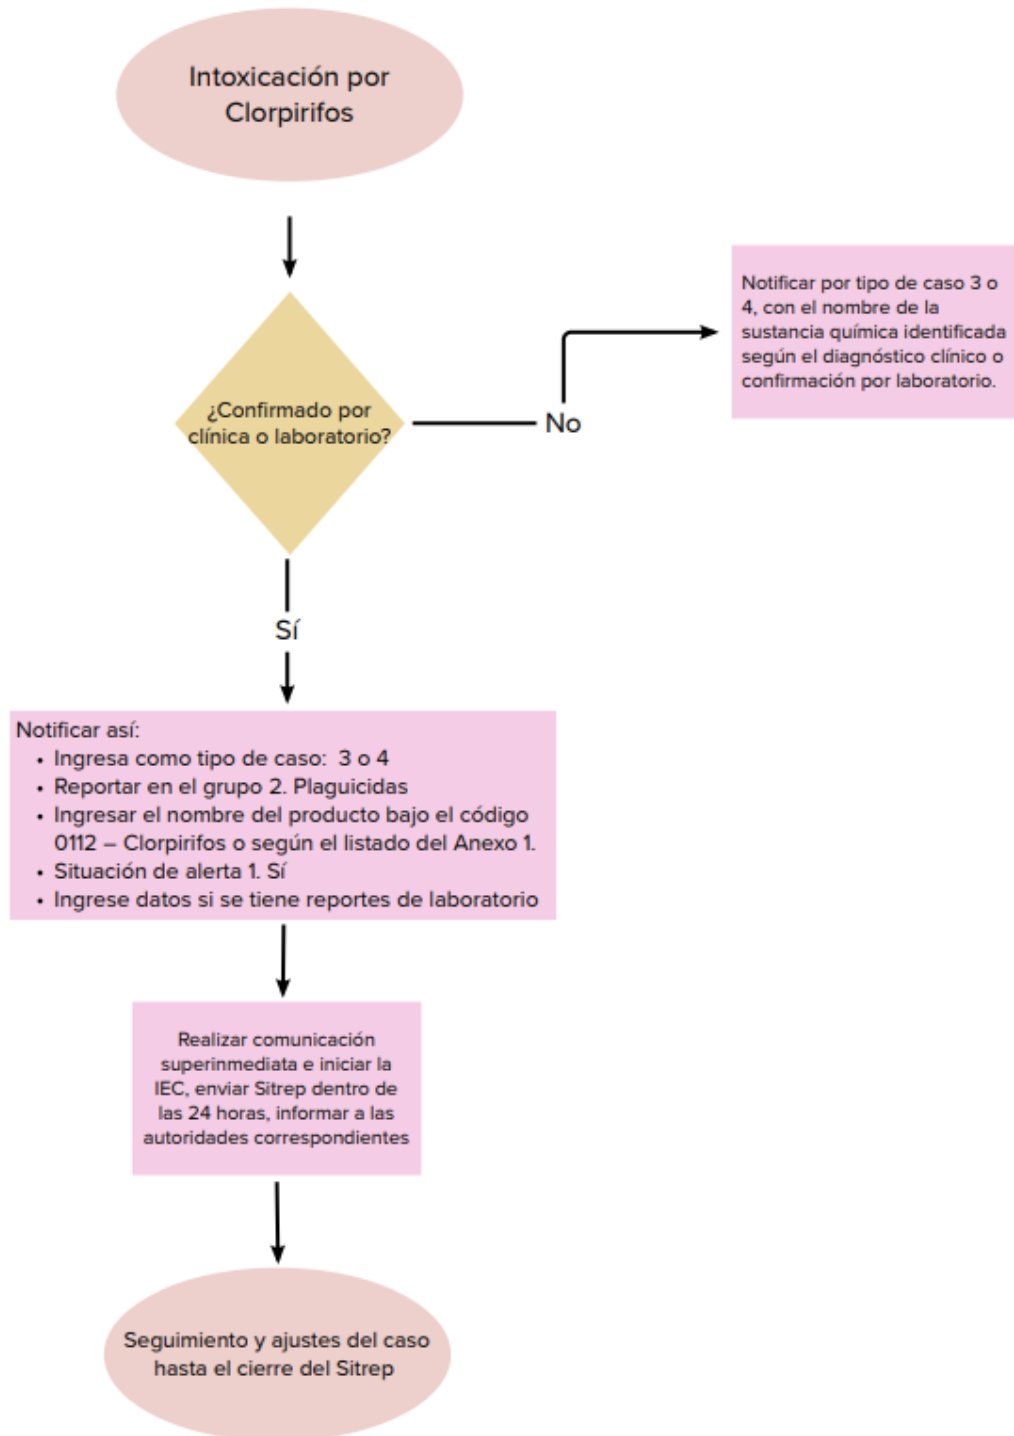 Intoxicación por
Clorpirifos
¿Confirmado por
clínica o laboratorio?
No
Notificar por tipo de caso 3 o
4, con el nombre de la
sustancia química identificada
según el diagnóstico clínico o
confirmación por laboratorio.
Sí
Notificar así:
• Ingresa como tipo de caso: 3 o 4
• Reportar en el grupo 2. Plaguicidas
• Ingresar el nombre del producto bajo el código
0112 – Clorpirifos o según el listado del Anexo 1.
• Situación de alerta 1. Sí
• Ingrese datos si se tiene reportes de laboratorio
Realizar comunicación
superinmediata e iniciar la
IEC, enviar Sitrep dentro de
las 24 horas, informar a las
autoridades correspondientes
Seguimiento y ajustes del caso
hasta el cierre del Sitrep